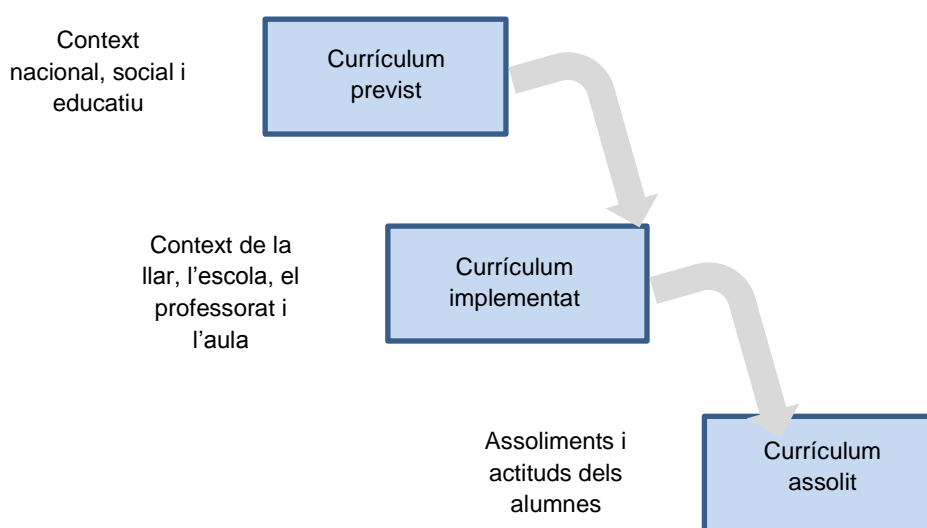 Context
nacional, social i
educatiu
Currículum
previst
Context de la
llar, l’escola, el
professorat i
l’aula
Currículum
implementat
Assoliments i
actituds dels
alumnes
Currículum
assolit